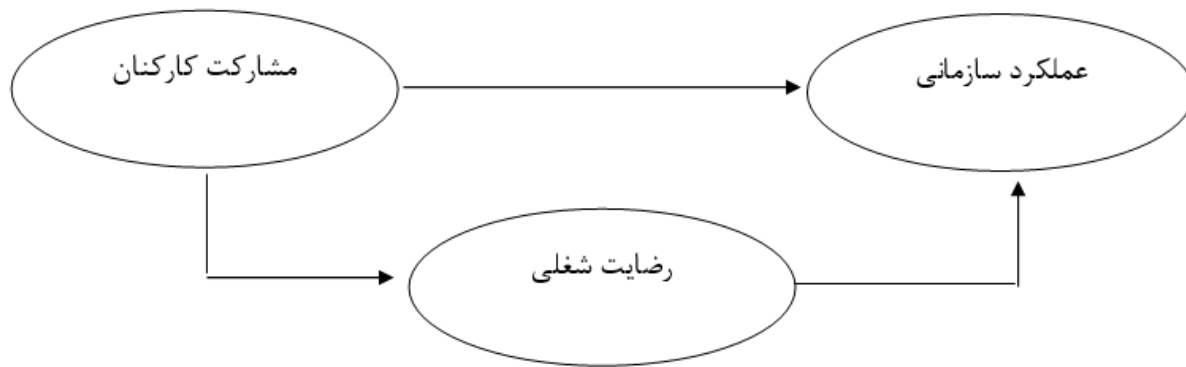 مشارکت کارکنان
عملکرد سازمانی
رضایت شغلی